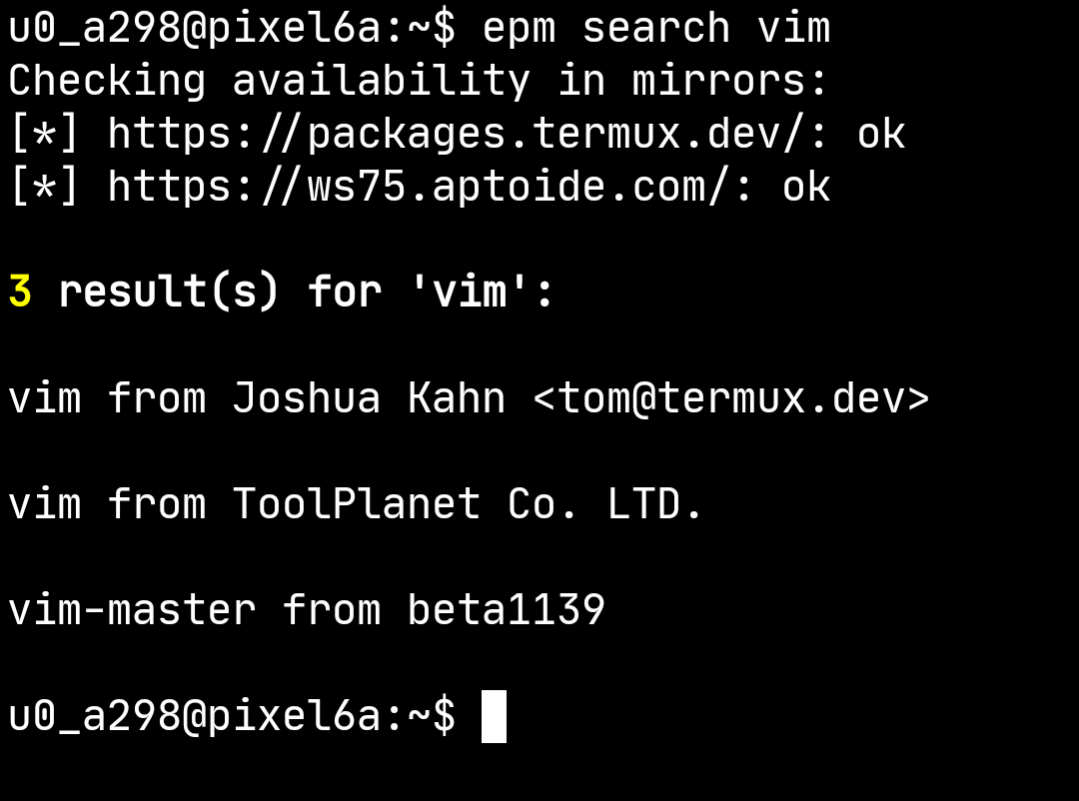 u0_a298@pixel6a:~$ epm search vim
Checking availability in mirrors:
[*] https://packages.termux.dev/: ok
[*] https://ws75.aptoide.com/: ok
3 result(s) for 'vim':
vim from Joshua Kahn <tom@termux.dev>
vim from ToolPlanet Co. LTD.
vim-master from beta1139
u0_a298@pixel6a:~$